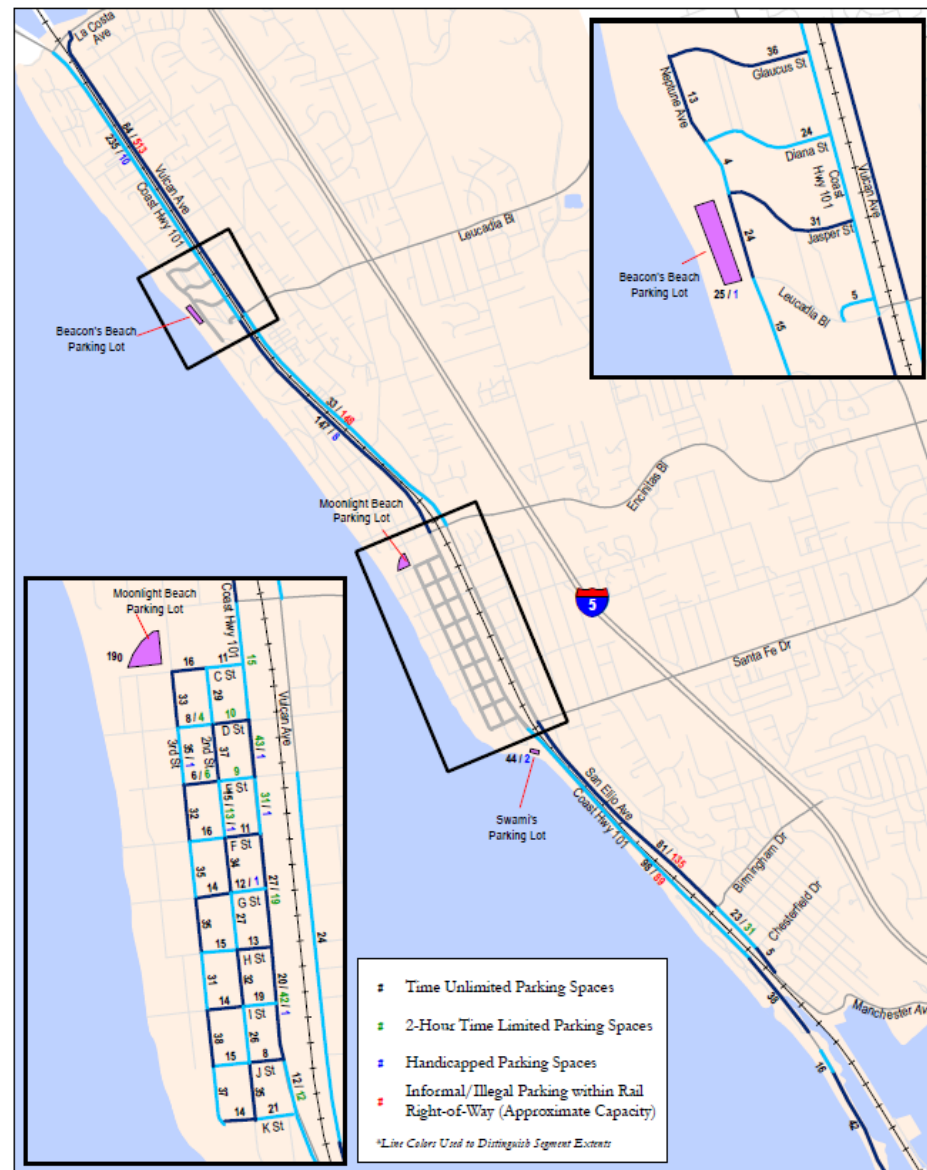 La Costa
Ave
84 / 513
235 / 10
Vulcan Ave
Coast Hwy 101
Leucadia Bl
Beacon's Beach
Parking Lot
33 / 148
147 / 8
Encinitas Bl
Moonlight Beach
Parking Lot
5
Santa Fe Dr
44 / 2
Swami's
Parking Lot
San Elijo Ave
Coast Hwy 101
81 / 135
98 / 89
Birmingham Dr
Chesterfield Dr
23 / 31
5
38
Manchester Ave
16
42
36
Glaucus St
Neptune Ave
13
24
Diana St
4
Coast
Hwy 101
Vulcan Ave
31
Jasper St
24
Beacon's Beach
Parking Lot
25 / 1
Leucadia Bl
5
15
Moonlight Beach
Parking Lot
190
Coast Hwy 101
16
11
15
C St
33
29
8 / 4
10
Vulcan Ave
3rd St
2nd St
D St
35 / 1
37
43 / 1
6 / 6
9
E St
32
15 / 13 / 1
31 / 1
16
11
F St
35
34
14
12 / 1
27 / 19
G St
27
15
13
H St
31
20 / 42 / 1
24
14
19
I St
38
26
15
8
J St
37
12 / 12
14
21
K St
# Time Unlimited Parking Spaces
# 2-Hour Time Limited Parking Spaces
# Handicapped Parking Spaces
# Informal/Illegal Parking within Rail
Right-of-Way (Approximate Capacity)
*Line Colors Used to Distinguish Segment Extents